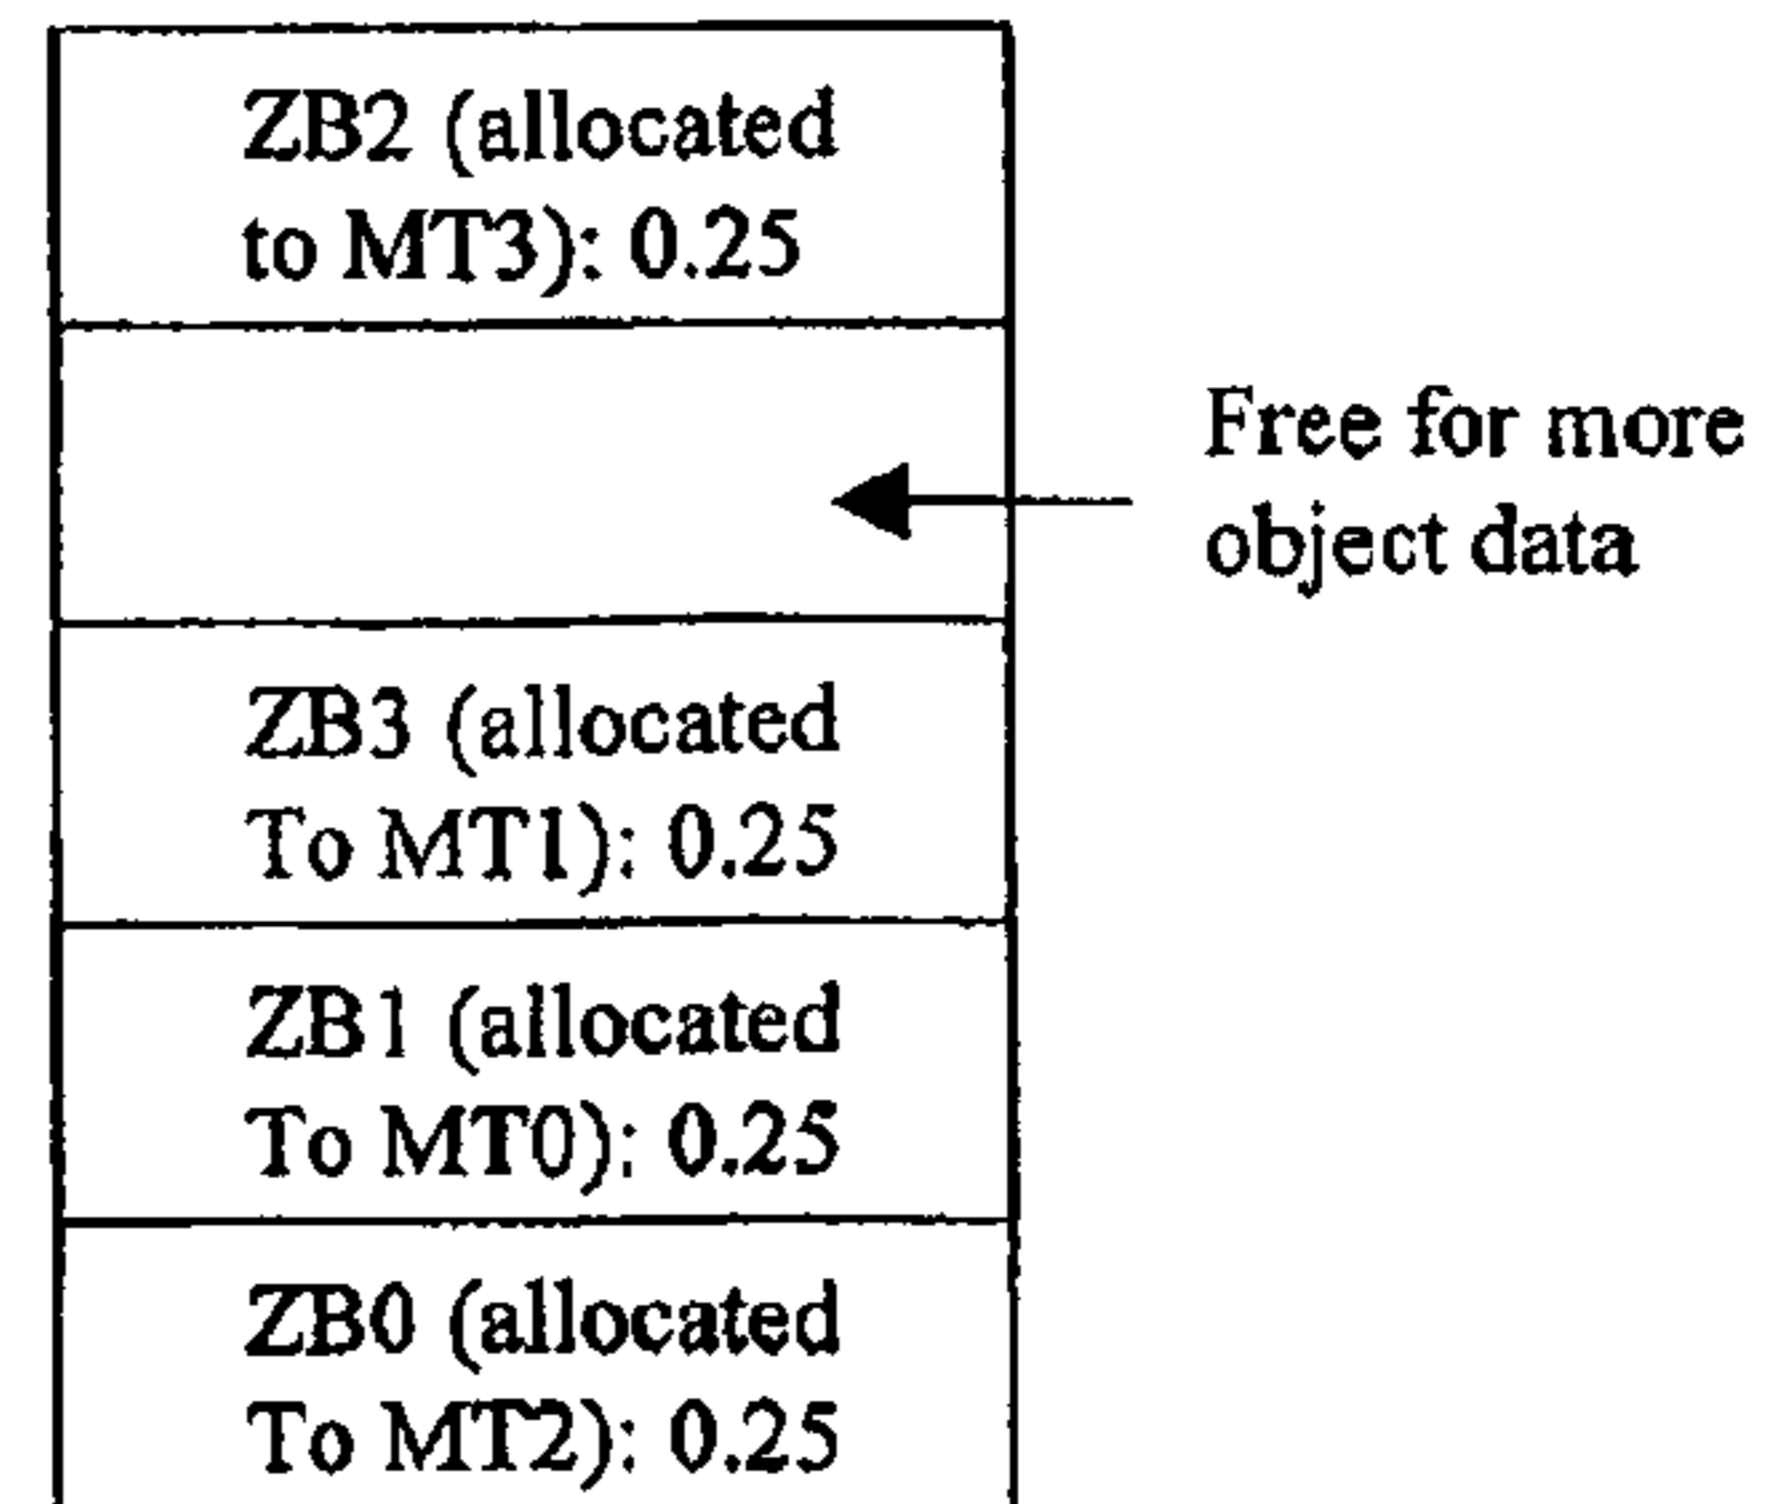 ZB2 (allocated
to MT3): 0.25
Free for more
object data
ZB3 (allocated
To MT1): 0.25
ZB1 (allocated
To MT0): 0.25
ZB0 (allocated
To MT2): 0.25